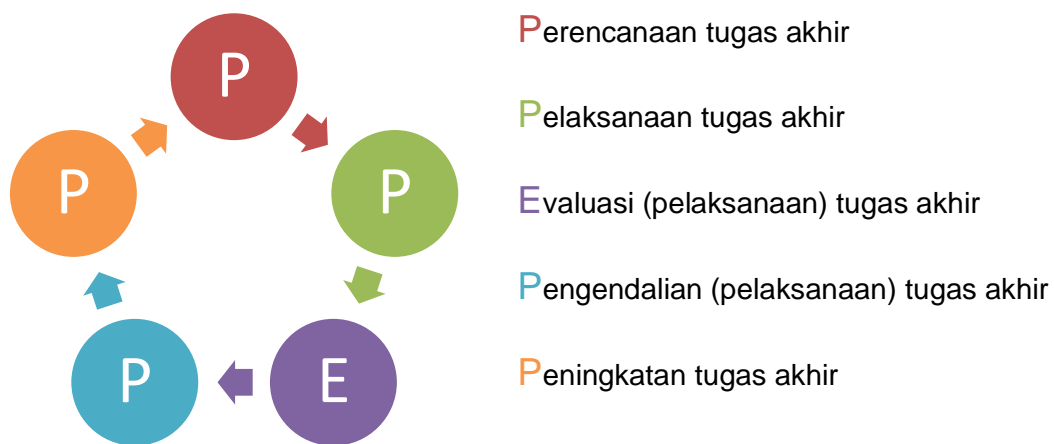 P
P
E
P
P
Perencanaan tugas akhir
Pelaksanaan tugas akhir
Evaluasi (pelaksanaan) tugas akhir
Pengendalian (pelaksanaan) tugas akhir
Peningkatan tugas akhir